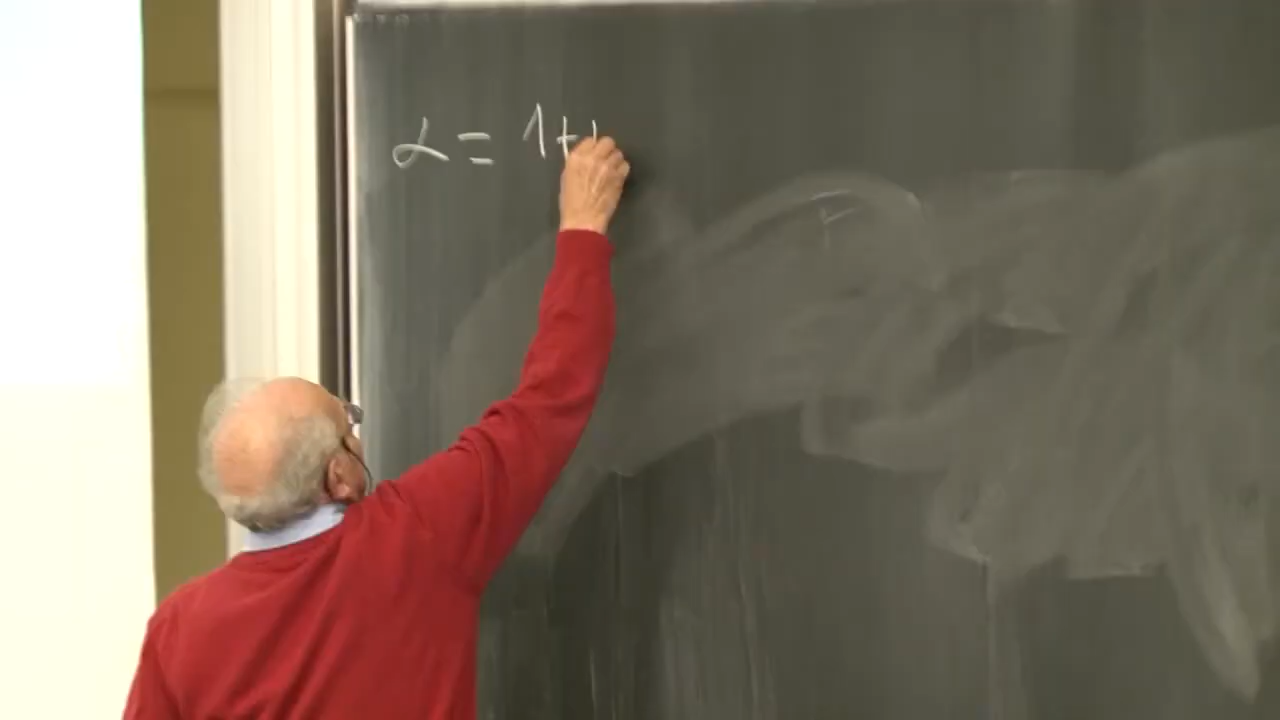 α = 1 +